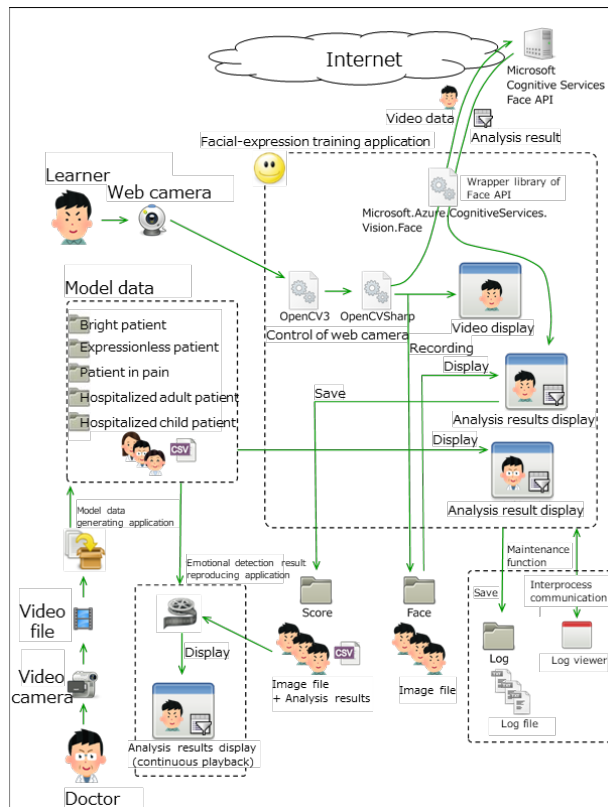 Internet
Microsoft
Cognitive Services
Face API
Video data
Analysis result
Facial-expression training application
Learner
Web camera
Wrapper library of
Face API
Microsoft.Azure.CognitiveServices.
Vision.Face
Model data
OpenCV3
OpenCVSharp
Control of web camera
Video display
Bright patient
Expressionless patient
Patient in pain
Hospitalized adult patient
Hospitalized child patient
CSV
Recording
Display
Save
Analysis results display
Display
Analysis result display
Model data
generating application
Emotional detection result
reproducing application
Maintenance
function
Interprocess
communication
Save
Video
file
Score
Face
Log
Log viewer
Display
CSV
Image file
+ Analysis results
Image file
Log file
Video
camera
Analysis results display
(continuous playback)
Doctor